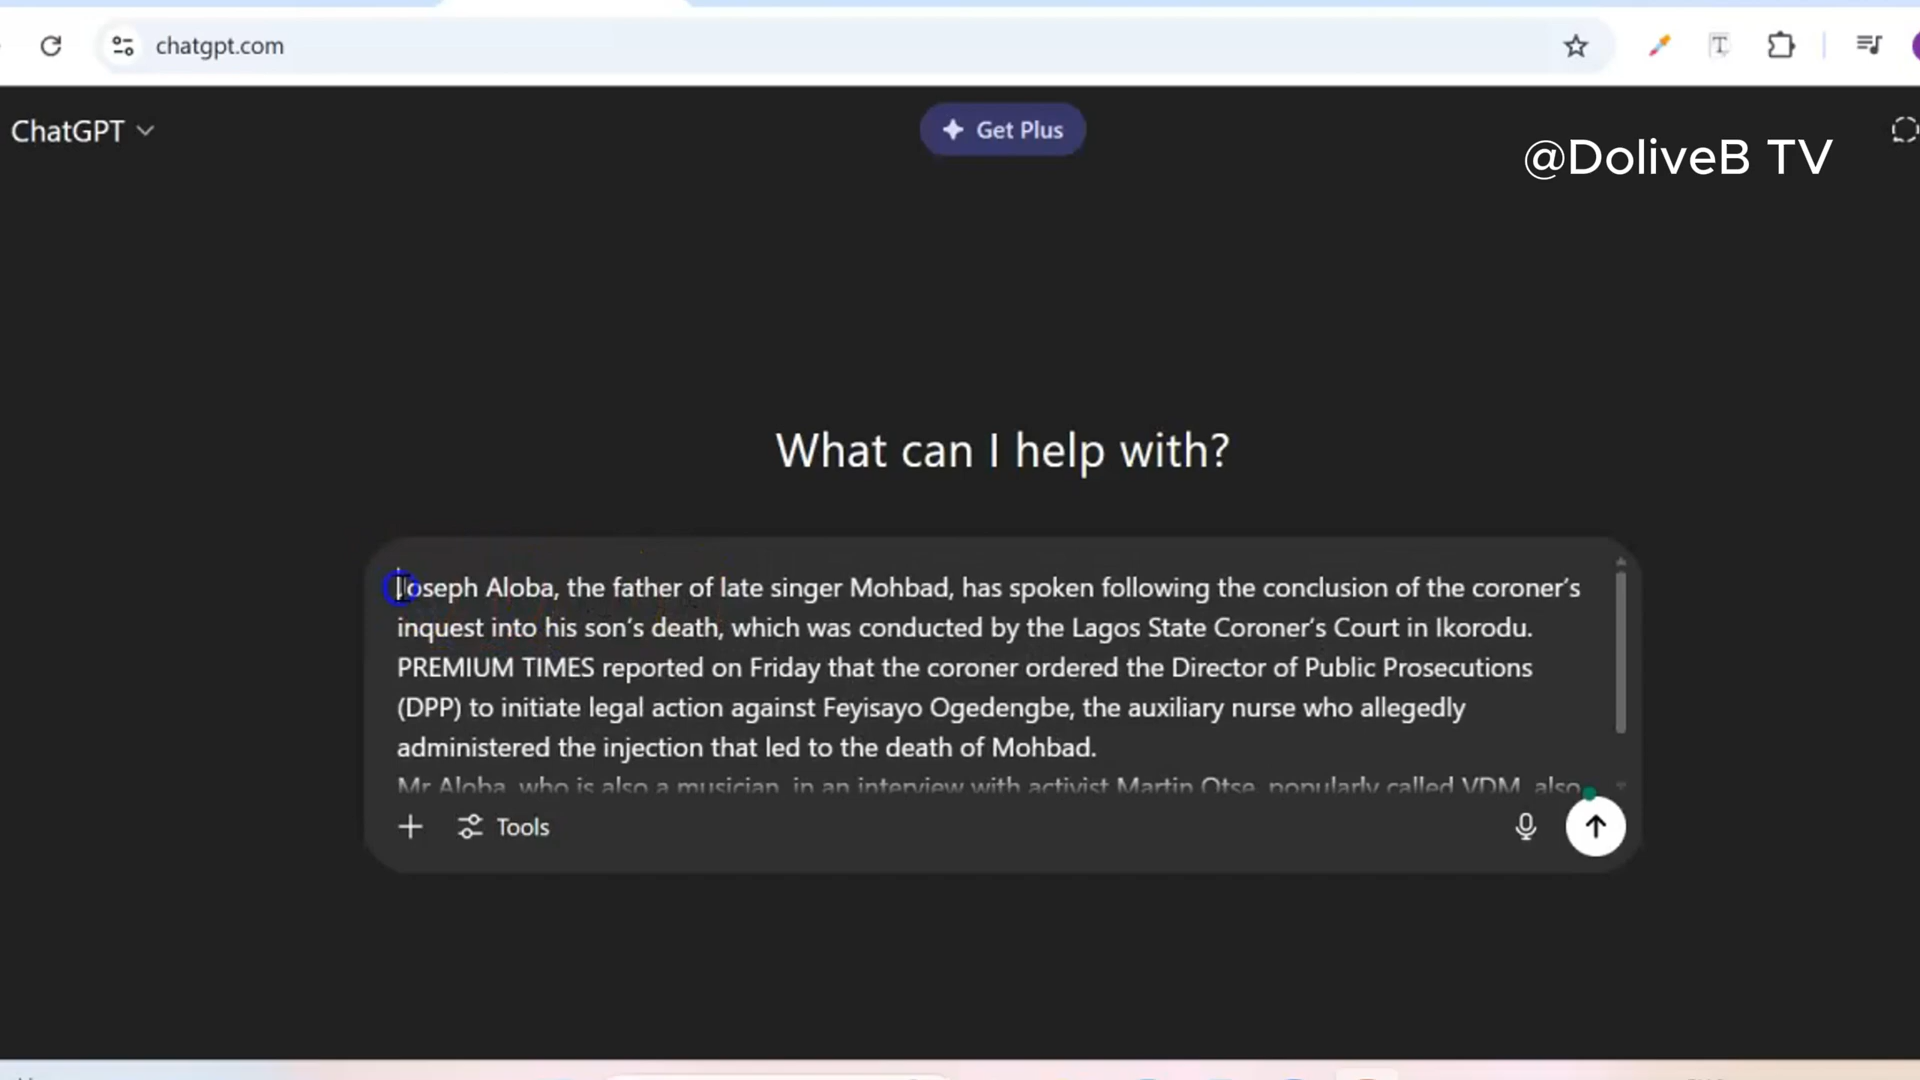 chatgpt.com
ChatGPT
Get Plus
@DoliveB TV
What can I help with?
Joseph Aloba, the father of late singer Mohbad, has spoken following the conclusion of the coroner’s
inquest into his son’s death, which was conducted by the Lagos State Coroner’s Court in Ikorodu.
PREMIUM TIMES reported on Friday that the coroner ordered the Director of Public Prosecutions
(DPP) to initiate legal action against Feyisayo Ogedengbe, the auxiliary nurse who allegedly
administered the injection that led to the death of Mohbad.
Mr Aloba, who is also a musician, in an interview with activist Martin Otse, popularly called VDM, also
Tools